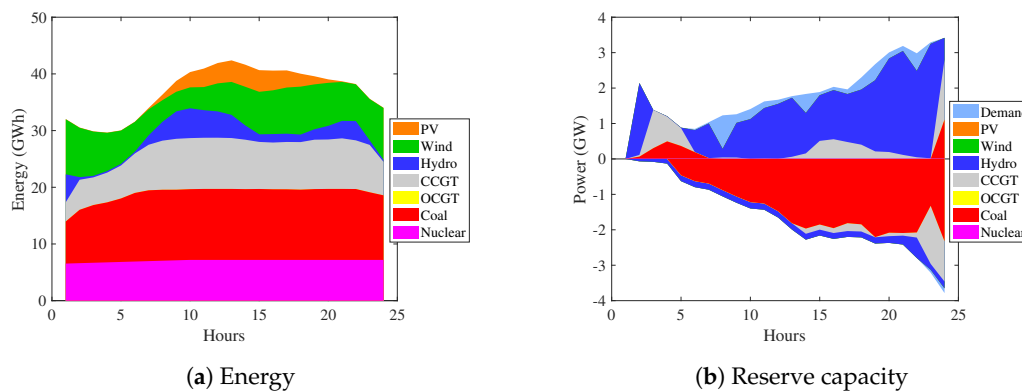 50
40
30
20
10
0
0 5 10 15 20 25
Energy (GWh)
Hours
PV
Wind
Hydro
CCGT
OCGT
Coal
Nuclear
(a) Energy
4
3
2
1
0
-1
-2
-3
-4
0 5 10 15 20 25
Power (GW)
Hours
Demand
PV
Wind
Hydro
CCGT
OCGT
Coal
Nuclear
(b) Reserve capacity